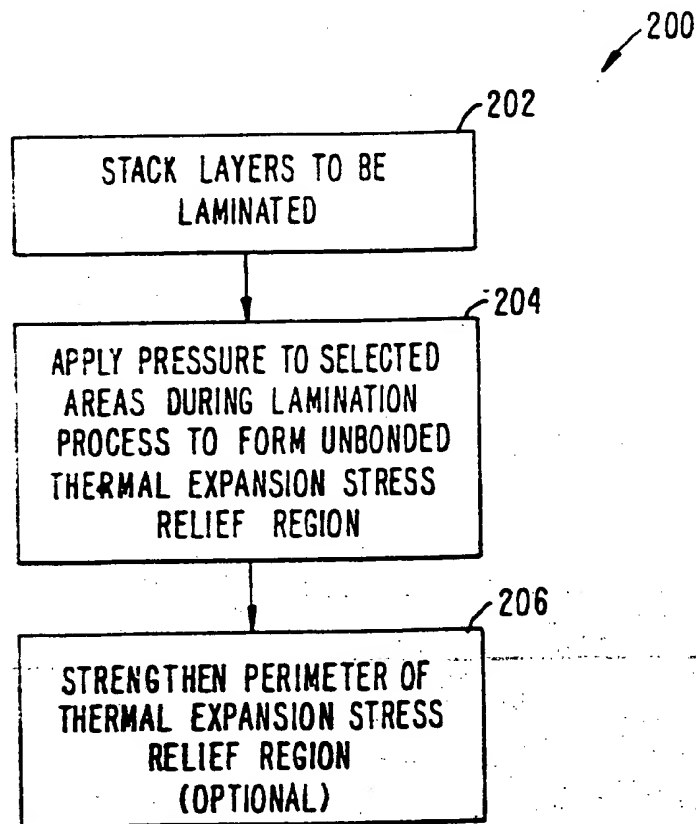 200
202
STACK LAYERS TO BE
LAMINATED
204
APPLY PRESSURE TO SELECTED
AREAS DURING LAMINATION
PROCESS TO FORM UNBONDED
THERMAL EXPANSION STRESS
RELIEF REGION
206
STRENGTHEN PERIMETER OF
THERMAL EXPANSION STRESS
RELIEF REGION
(OPTIONAL)